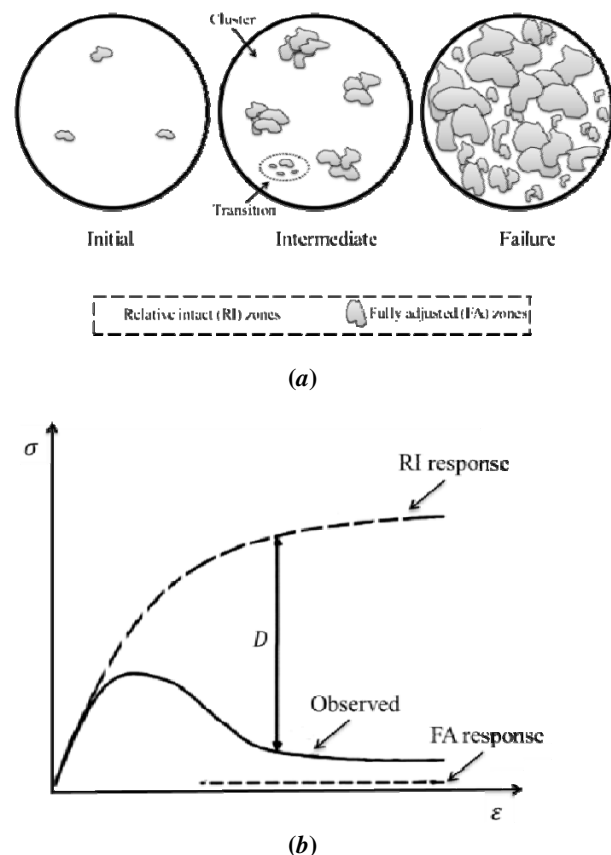 Cluster
Transition
Initial
Intermediate
Failure
Relative intact (RI) zones
Fully adjusted (FA) zones
(a)
σ
RI response
D
Observed
FA response
ε
(b)